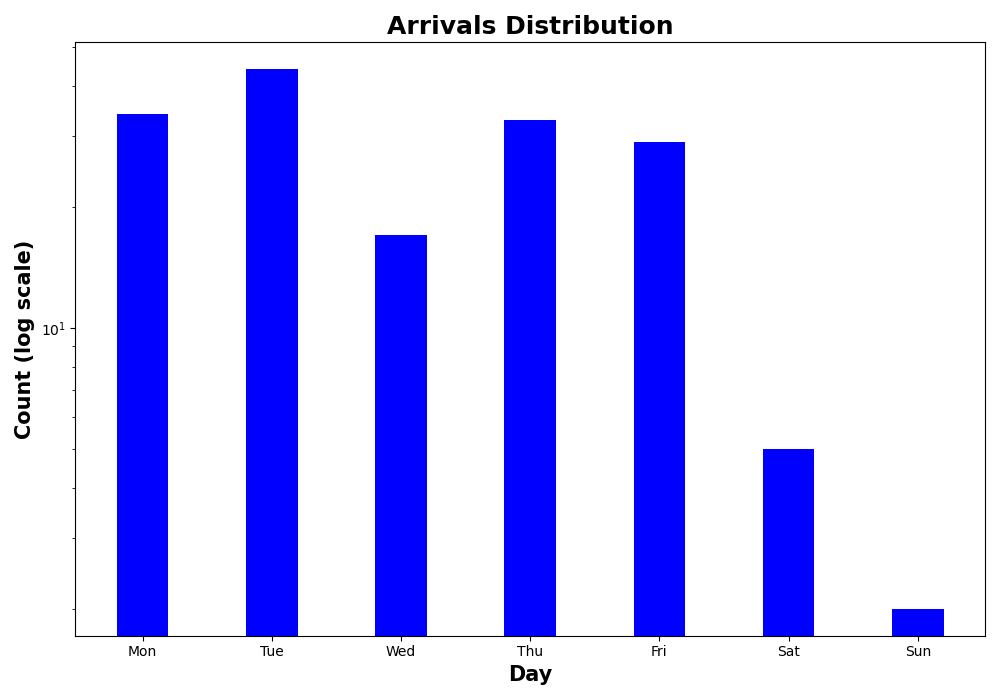 Arrivals Distribution
Count (log scale)
10¹
Mon Tue Wed Thu Fri Sat Sun
Day